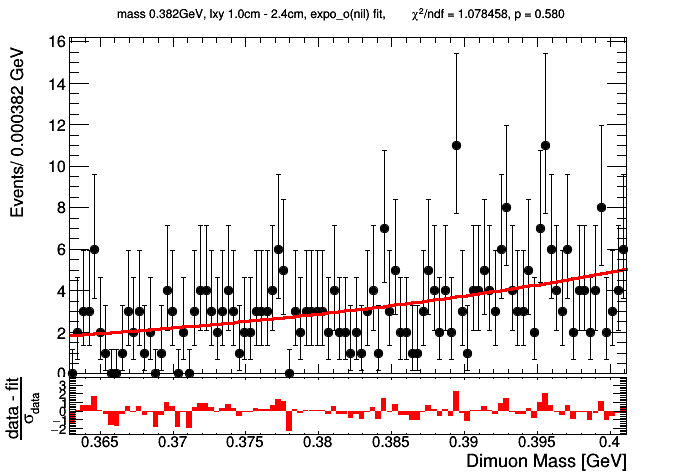 mass 0.382GeV, lxy 1.0cm - 2.4cm, expo_o(nil) fit, χ²/ndf = 1.078458, p = 0.580
Events/ 0.000382 GeV
16
14
12
10
8
6
4
2
0
data - fit
σdata
3
2
1
0
−1
−2
0.365 0.37 0.375 0.38 0.385 0.39 0.395 0.4
Dimuon Mass [GeV]